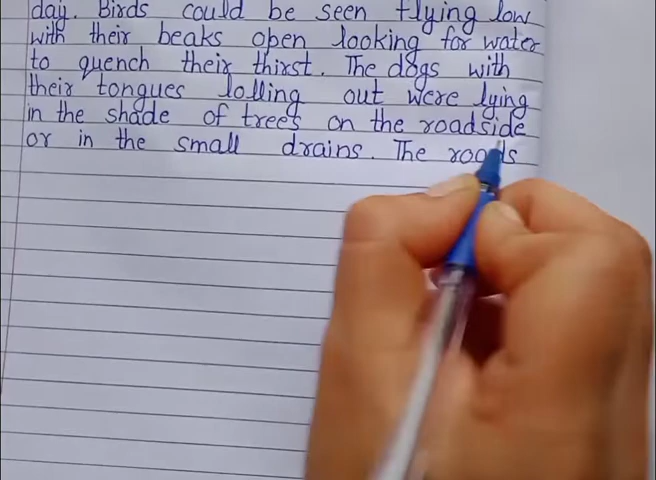 day. Birds could be seen flying low
with their beaks open looking for water
to quench their thirst. The dogs with
their tongues lolling out were lying
in the shade of trees on the roadside
or in the small drains. The roads